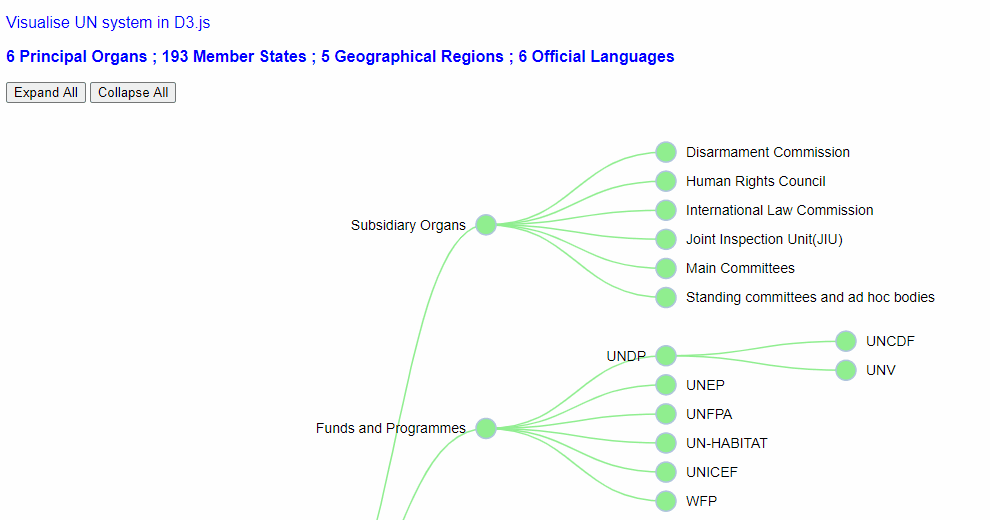 Visualise UN system in D3.js
6 Principal Organs ; 193 Member States ; 5 Geographical Regions ; 6 Official Languages
Expand All
Collapse All
Subsidiary Organs
Disarmament Commission
Human Rights Council
International Law Commission
Joint Inspection Unit(JIU)
Main Committees
Standing committees and ad hoc bodies
Funds and Programmes
UNDP
UNCDF
UNV
UNEP
UNFPA
UN-HABITAT
UNICEF
WFP